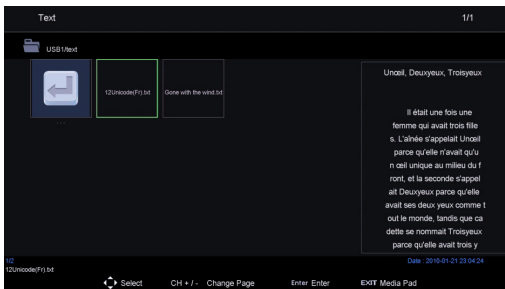 Text 1/1
USB1/text
12Unicode(Fr).txt Gone with the wind.txt
...
Unœil, Deuxyeux, Troisyeux
Il était une fois une
femme qui avait trois fille
s. L'aînée s'appelait Unœil
parce qu'elle n'avait qu'u
n œil unique au milieu du f
ront, et la seconde s'appel
ait Deuxyeux parce qu'elle
avait ses deux yeux comme t
out le monde, tandis que ca
dette se nommait Troisyeux
parce qu'elle avait trois y
1/2 Date : 2010-01-21 23:04:24
12Unicode(Fr).txt
Select CH + / - Change Page Enter Enter EXIT Media Pad